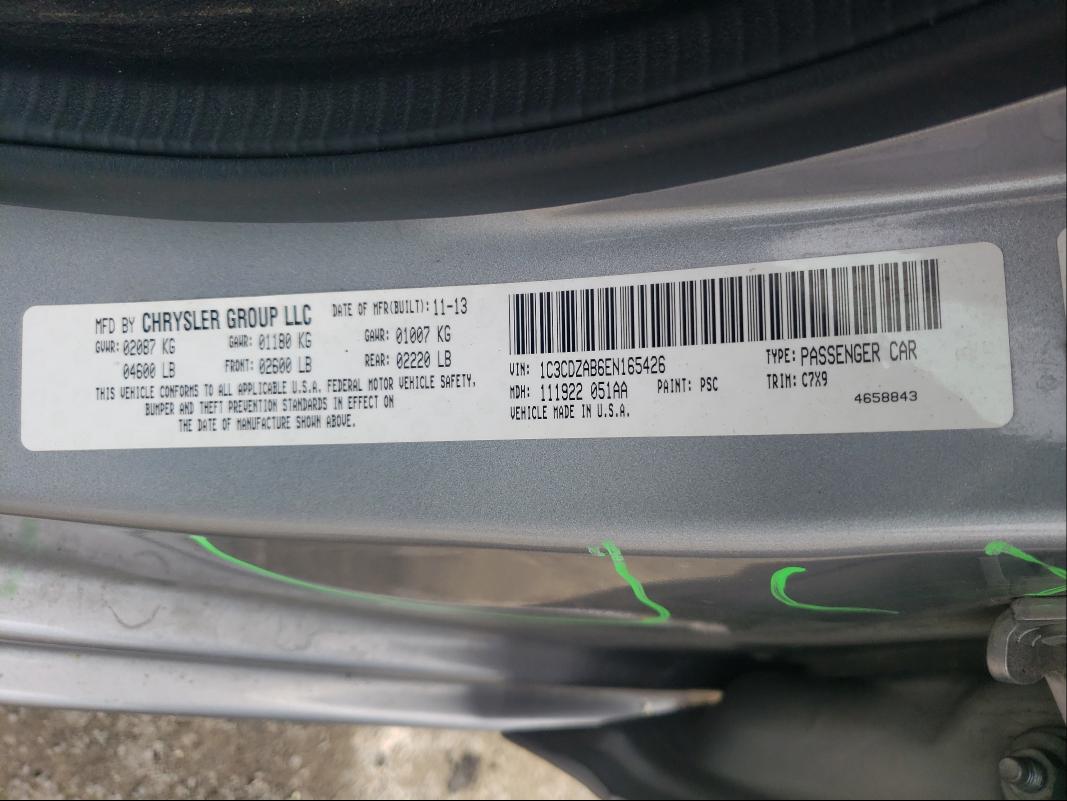 MFD BY CHRYSLER GROUP LLC DATE OF MFR(BUILT): 11-13
GVWR: 02087 KG GAWR: 01180 KG GAWR: 01007 KG
04600 LB FRONT: 02600 LB REAR: 02220 LB
THIS VEHICLE CONFORMS TO ALL APPLICABLE U.S.A. FEDERAL MOTOR VEHICLE SAFETY,
BUMPER AND THEFT PREVENTION STANDARDS IN EFFECT ON
THE DATE OF MANUFACTURE SHOWN ABOVE.
VIN: 1C3CDZAB6EN165426 TYPE: PASSENGER CAR
MDH: 111922 051AA PAINT: PSC TRIM: C7X9
VEHICLE MADE IN U.S.A. 4658843